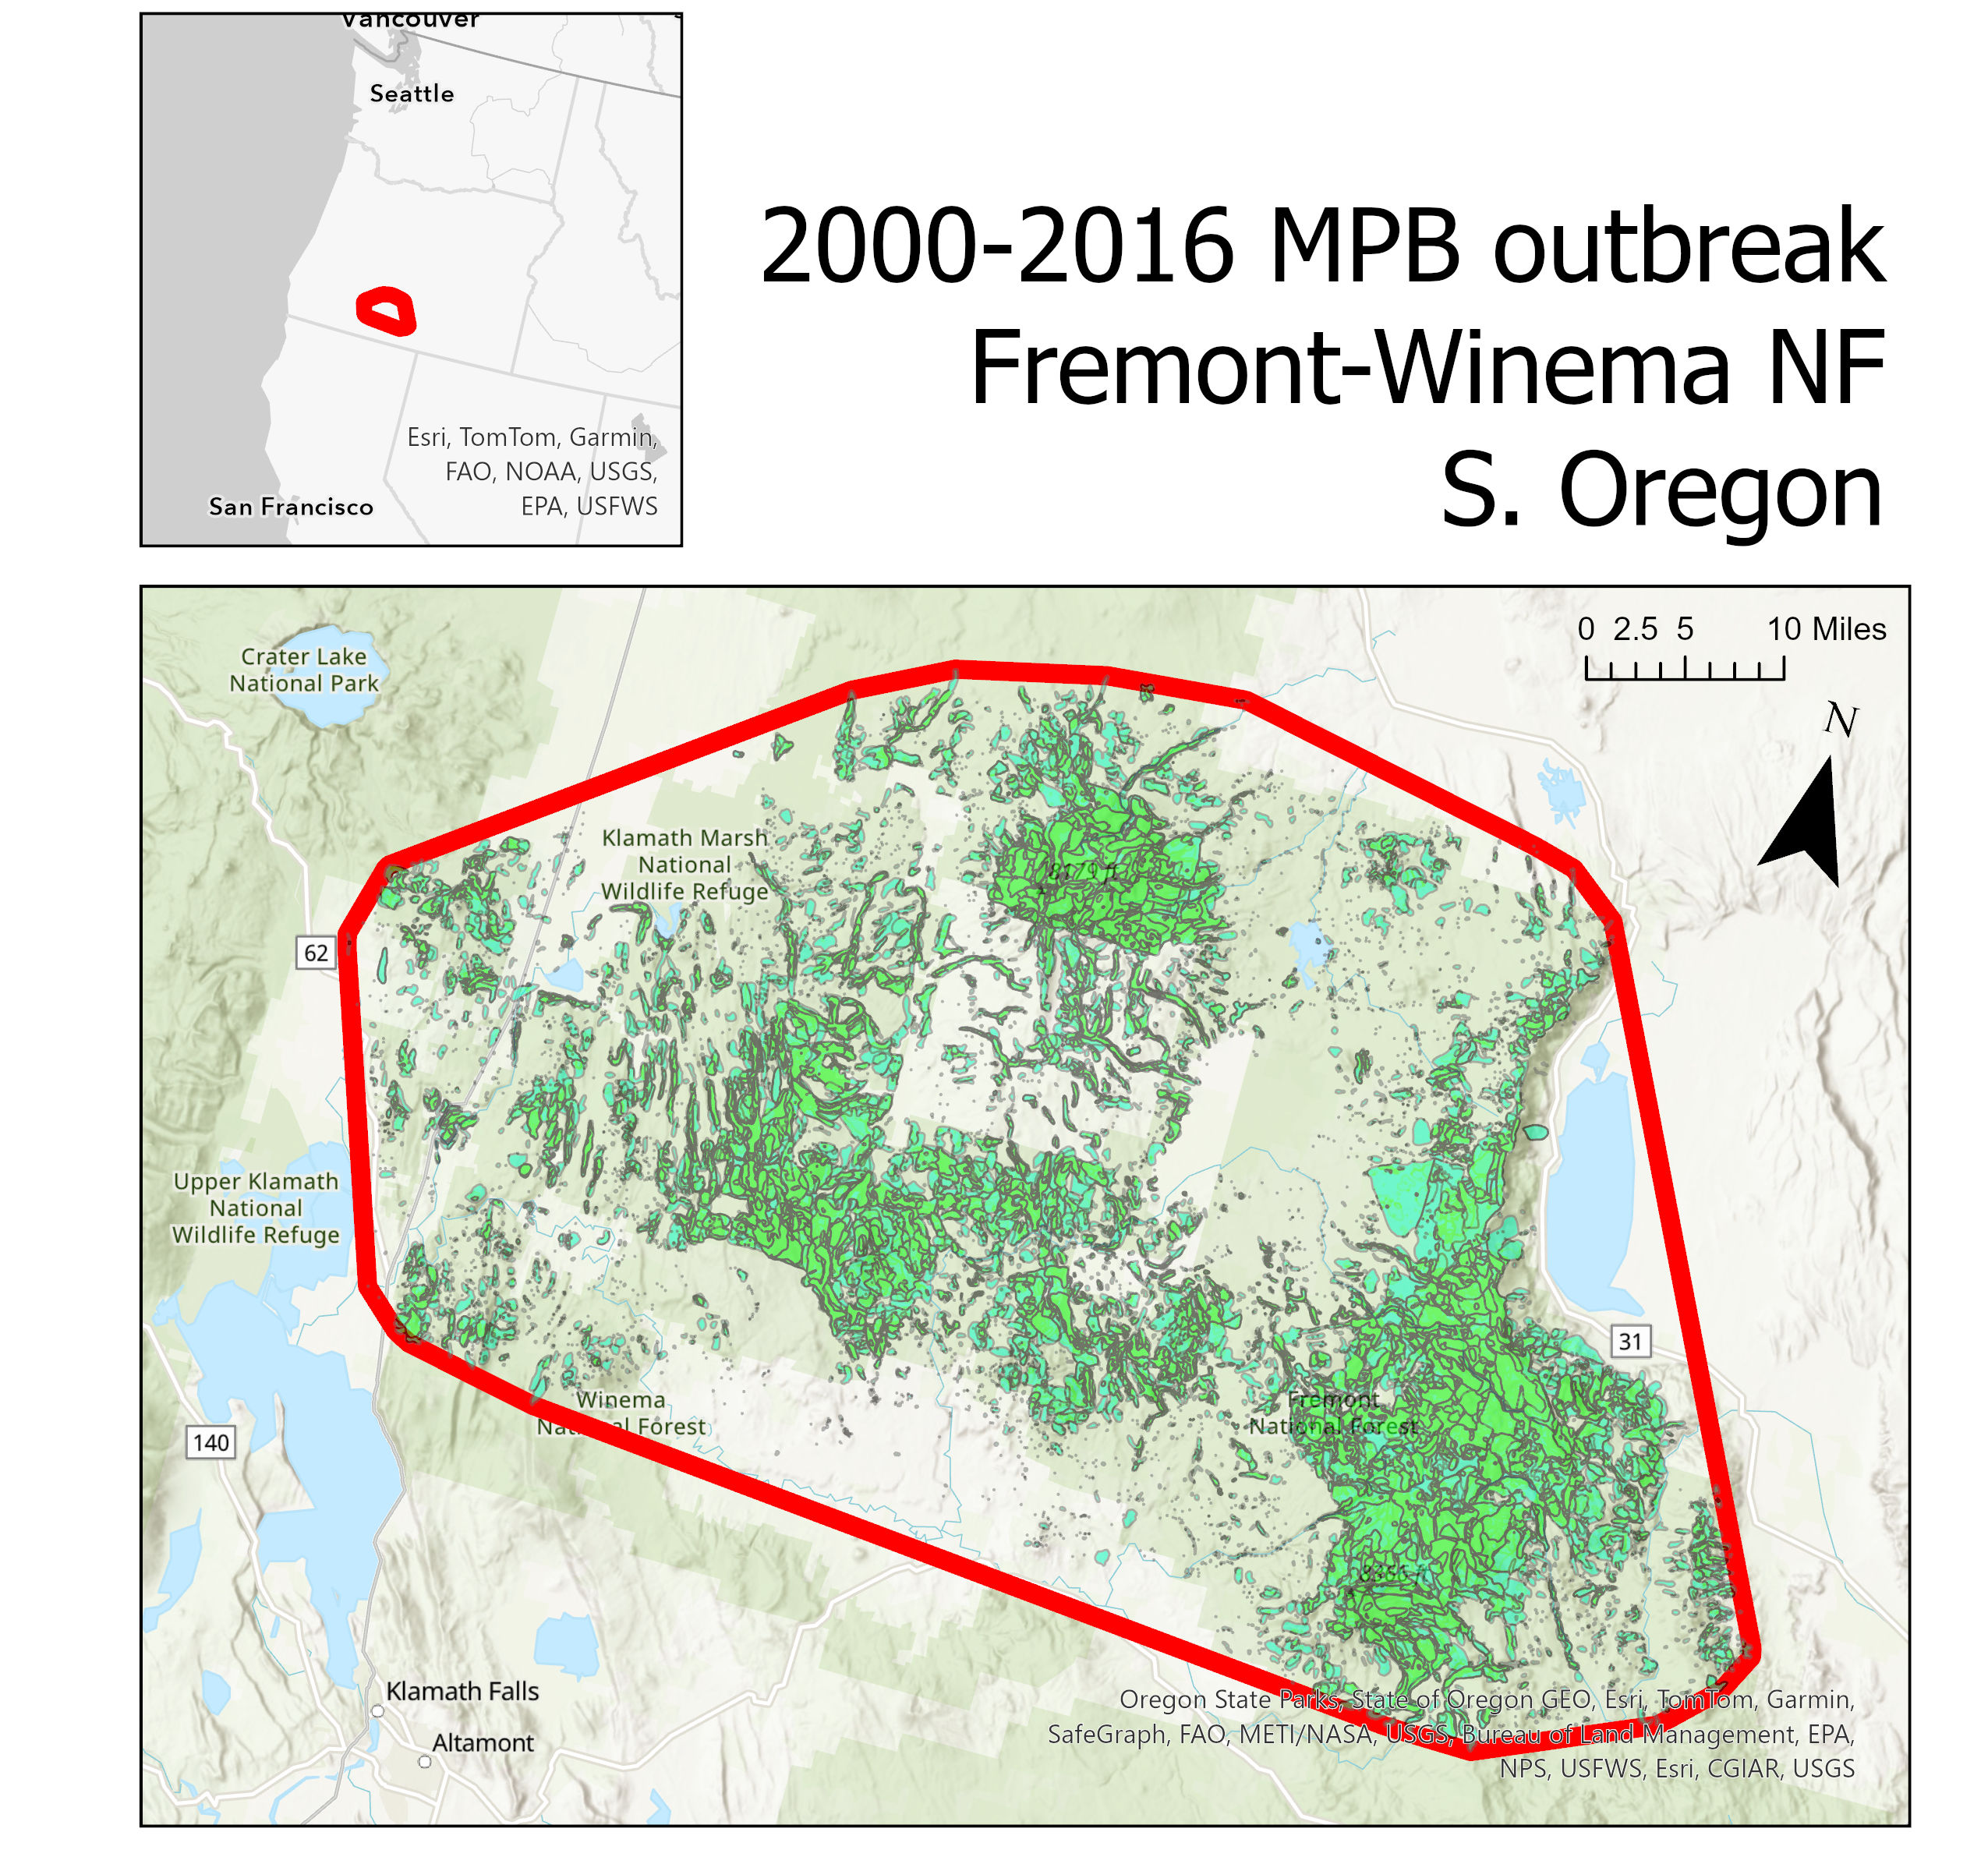 Vancouver
Seattle
San Francisco
Esri, TomTom, Garmin,
FAO, NOAA, USGS,
EPA, USFWS
2000-2016 MPB outbreak
Fremont-Winema NF
S. Oregon
0 2.5 5 10 Miles
N
Crater Lake
National Park
Klamath Marsh
National
Wildlife Refuge
62
Upper Klamath
National
Wildlife Refuge
31
Winema
National Forest
Fremont
National Forest
140
Klamath Falls
Altamont
Oregon State Parks, State of Oregon GEO, Esri, TomTom, Garmin,
SafeGraph, FAO, METI/NASA, USGS, Bureau of Land Management, EPA,
NPS, USFWS, Esri, CGIAR, USGS